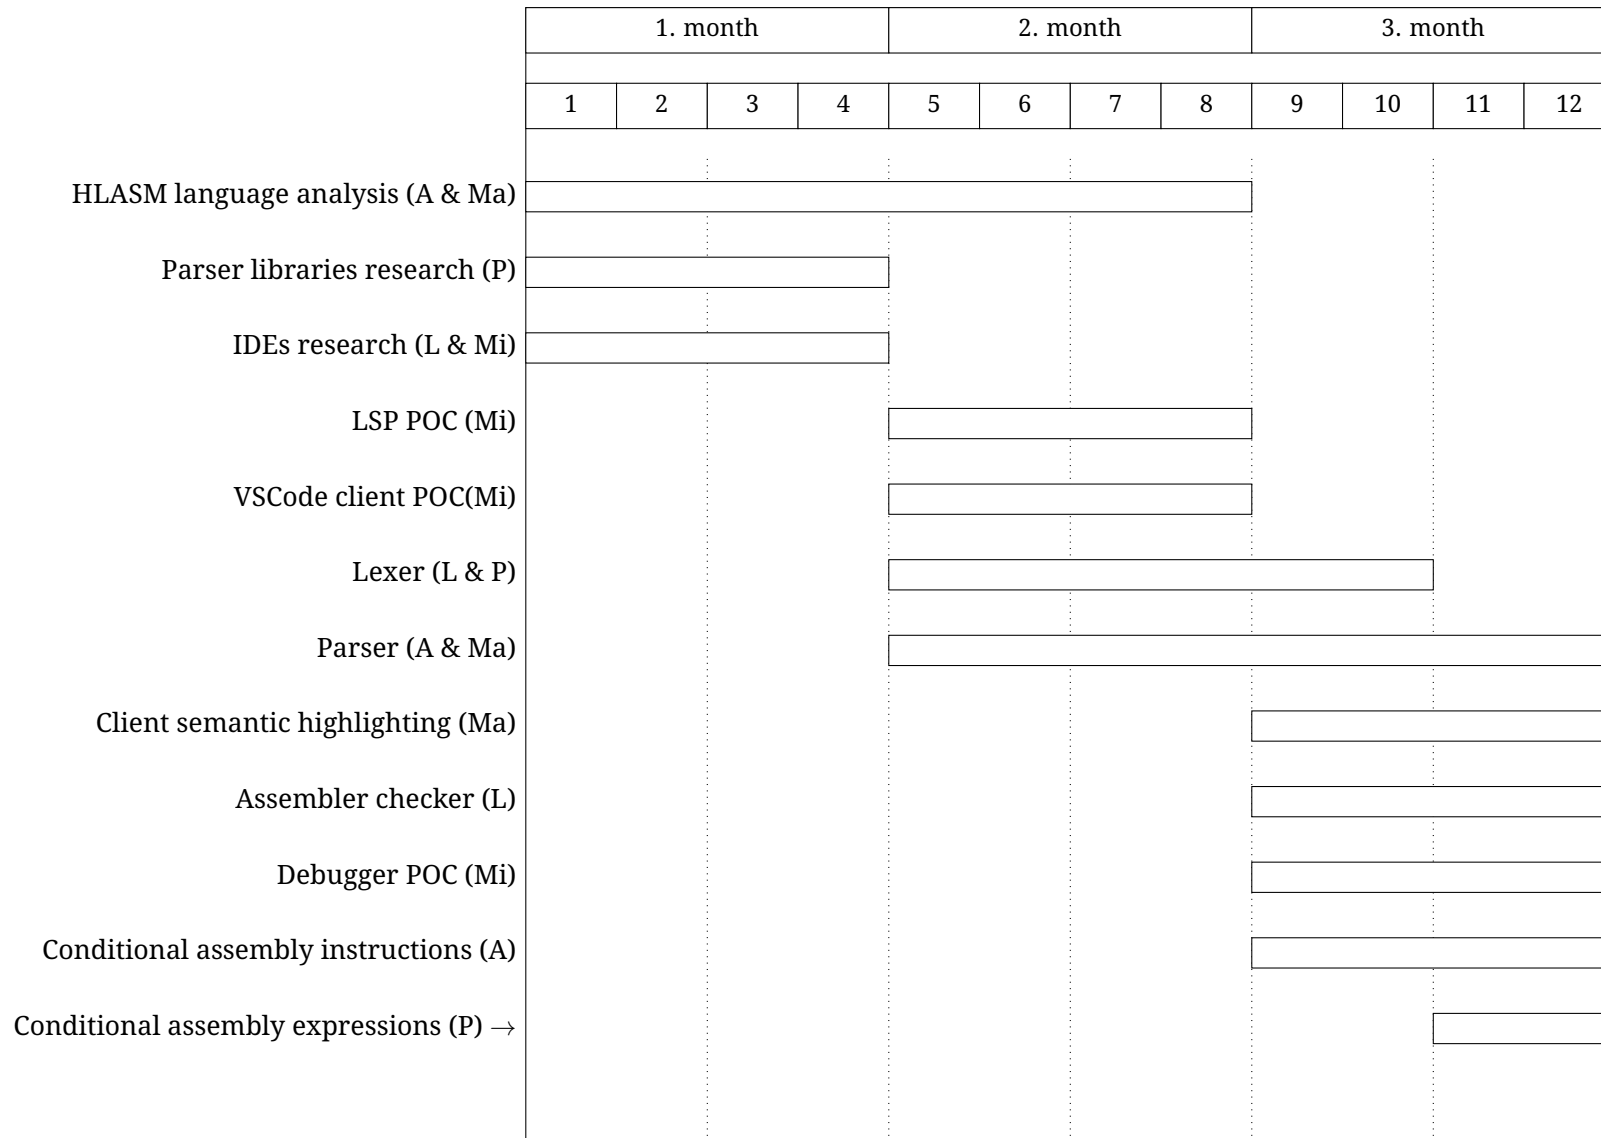 1. month 2. month 3. month
1 2 3 4 5 6 7 8 9 10 11 12
HLASM language analysis (A & Ma)
Parser libraries research (P)
IDEs research (L & Mi)
LSP POC (Mi)
VSCode client POC(Mi)
Lexer (L & P)
Parser (A & Ma)
Client semantic highlighting (Ma)
Assembler checker (L)
Debugger POC (Mi)
Conditional assembly instructions (A)
Conditional assembly expressions (P) →